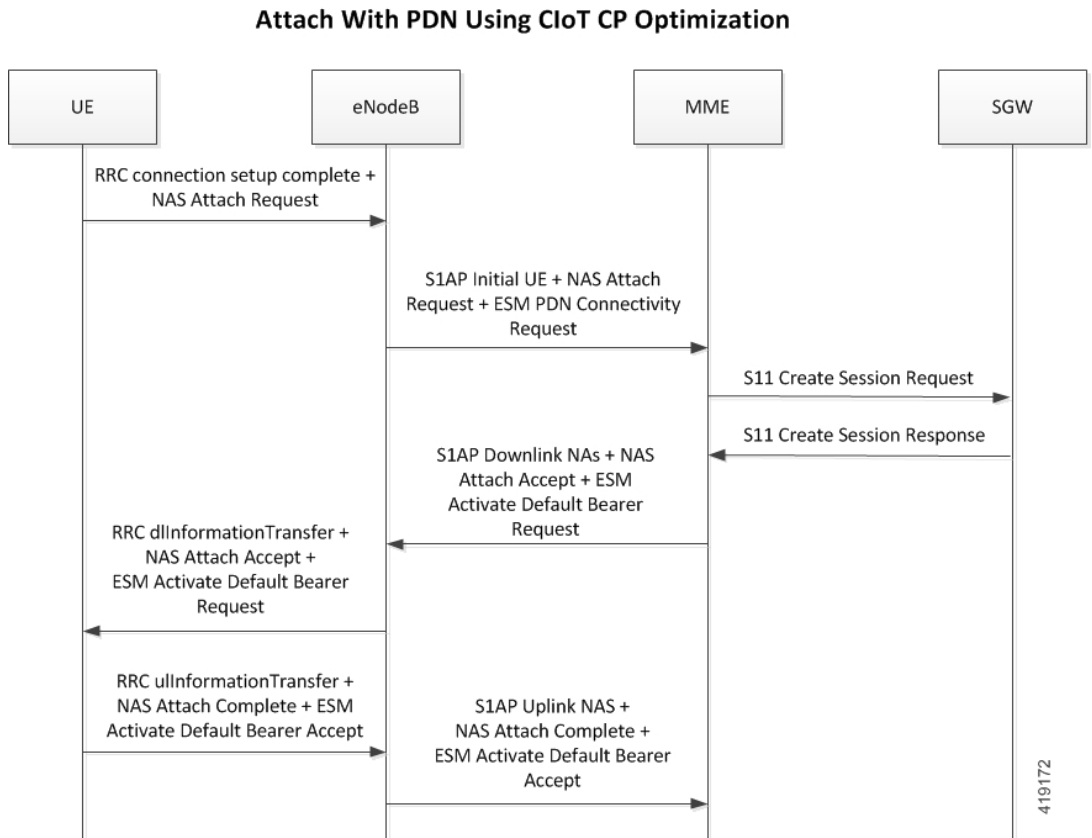 Attach With PDN Using CIoT CP Optimization
UE
eNodeB
MME
SGW
RRC connection setup complete +
NAS Attach Request
S1AP Initial UE + NAS Attach
Request + ESM PDN Connectivity
Request
S11 Create Session Request
S11 Create Session Response
S1AP Downlink NAs + NAS
Attach Accept + ESM
Activate Default Bearer
Request
RRC dlInformationTransfer +
NAS Attach Accept +
ESM Activate Default Bearer
Request
RRC ulInformationTransfer +
NAS Attach Complete + ESM
Activate Default Bearer Accept
S1AP Uplink NAS +
NAS Attach Complete +
ESM Activate Default Bearer
Accept
419172